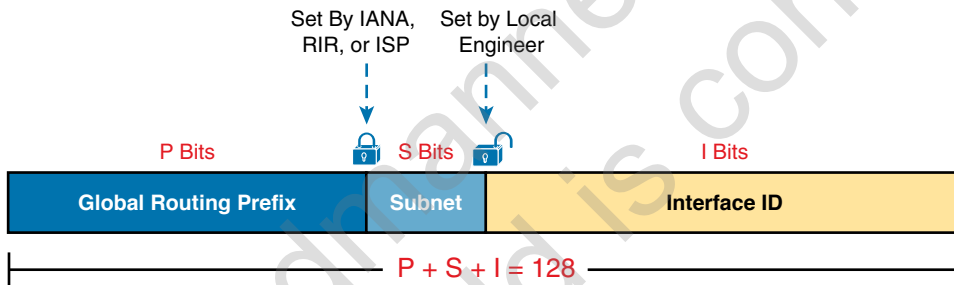 Set By IANA,
RIR, or ISP
Set by Local
Engineer
P Bits
S Bits
I Bits
Global Routing Prefix
Subnet
Interface ID
P + S + I = 128